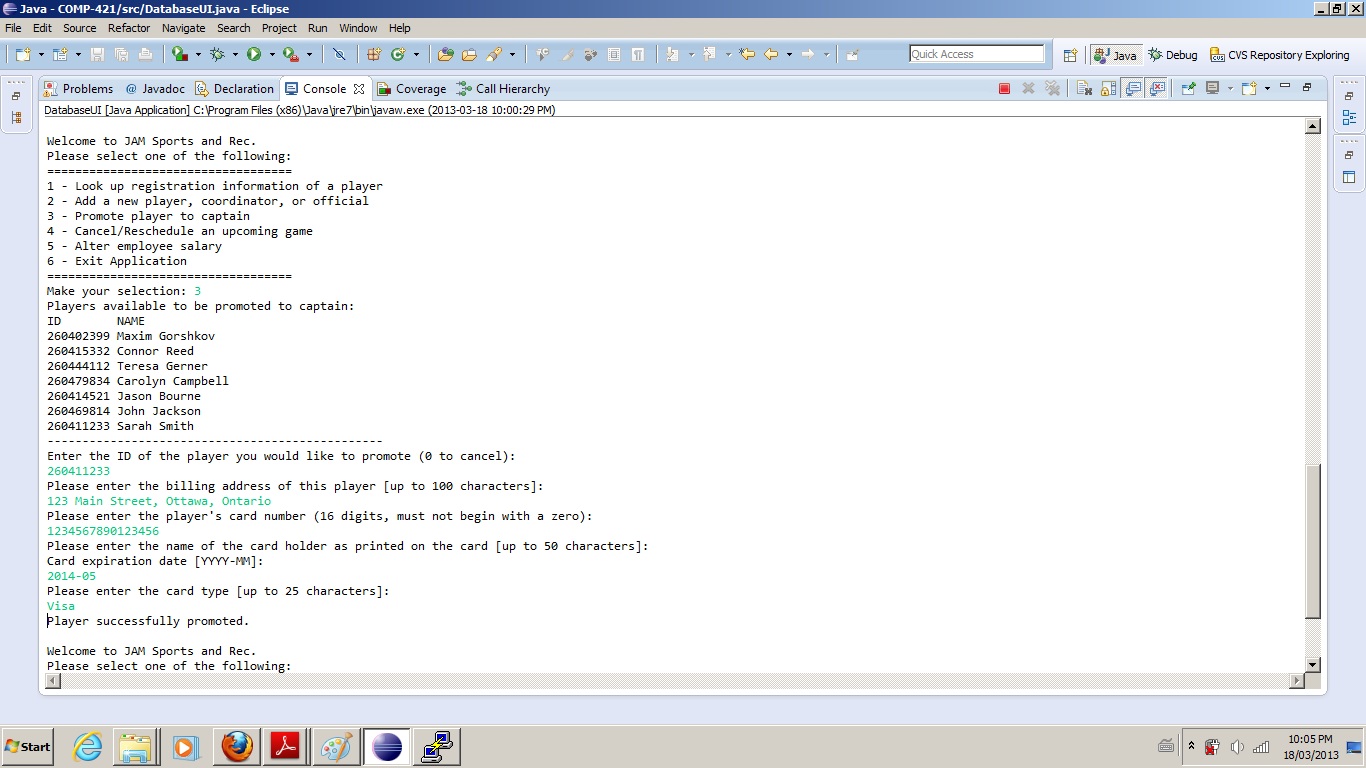 Java - COMP-421/src/DatabaseUI.java - Eclipse
File Edit Source Refactor Navigate Search Project Run Window Help
Quick Access
Java
Debug
CVS Repository Exploring
Problems
@ Javadoc
Declaration
Console
Coverage
Call Hierarchy
DatabaseUI [Java Application] C:\Program Files (x86)\Java\jre7\bin\javaw.exe (2013-03-18 10:00:29 PM)
Welcome to JAM Sports and Rec.
Please select one of the following:
===================================
1 - Look up registration information of a player
2 - Add a new player, coordinator, or official
3 - Promote player to captain
4 - Cancel/Reschedule an upcoming game
5 - Alter employee salary
6 - Exit Application
===================================
Make your selection: 3
Players available to be promoted to captain:
ID NAME
260402399 Maxim Gorshkov
260415332 Connor Reed
260444112 Teresa Gerner
260479834 Carolyn Campbell
260414521 Jason Bourne
260469814 John Jackson
260411233 Sarah Smith
------------------------------------------------
Enter the ID of the player you would like to promote (0 to cancel):
260411233
Please enter the billing address of this player [up to 100 characters]:
123 Main Street, Ottawa, Ontario
Please enter the player's card number (16 digits, must not begin with a zero):
1234567890123456
Please enter the name of the card holder as printed on the card [up to 50 characters]:
Card expiration date [YYYY-MM]:
2014-05
Please enter the card type [up to 25 characters]:
Visa
Player successfully promoted.
Welcome to JAM Sports and Rec.
Please select one of the following:
Start
10:05 PM
18/03/2013